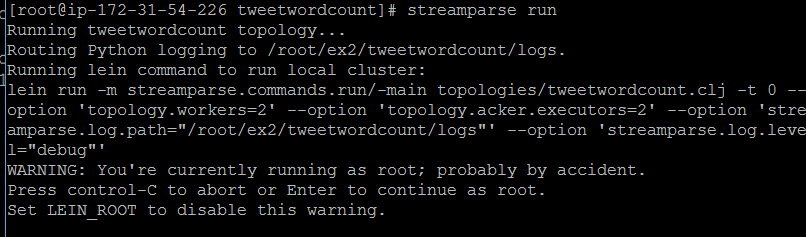 [root@ip-172-31-54-226 tweetwordcount]# streamparse run
Running tweetwordcount topology...
Routing Python logging to /root/ex2/tweetwordcount/logs.
Running lein command to run local cluster:
lein run -m streamparse.commands.run/-main topologies/tweetwordcount.clj -t 0 --
option 'topology.workers=2' --option 'topology.acker.executors=2' --option 'stre
amparse.log.path="/root/ex2/tweetwordcount/logs"' --option 'streamparse.log.leve
l="debug"'
WARNING: You're currently running as root; probably by accident.
Press control-C to abort or Enter to continue as root.
Set LEIN_ROOT to disable this warning.